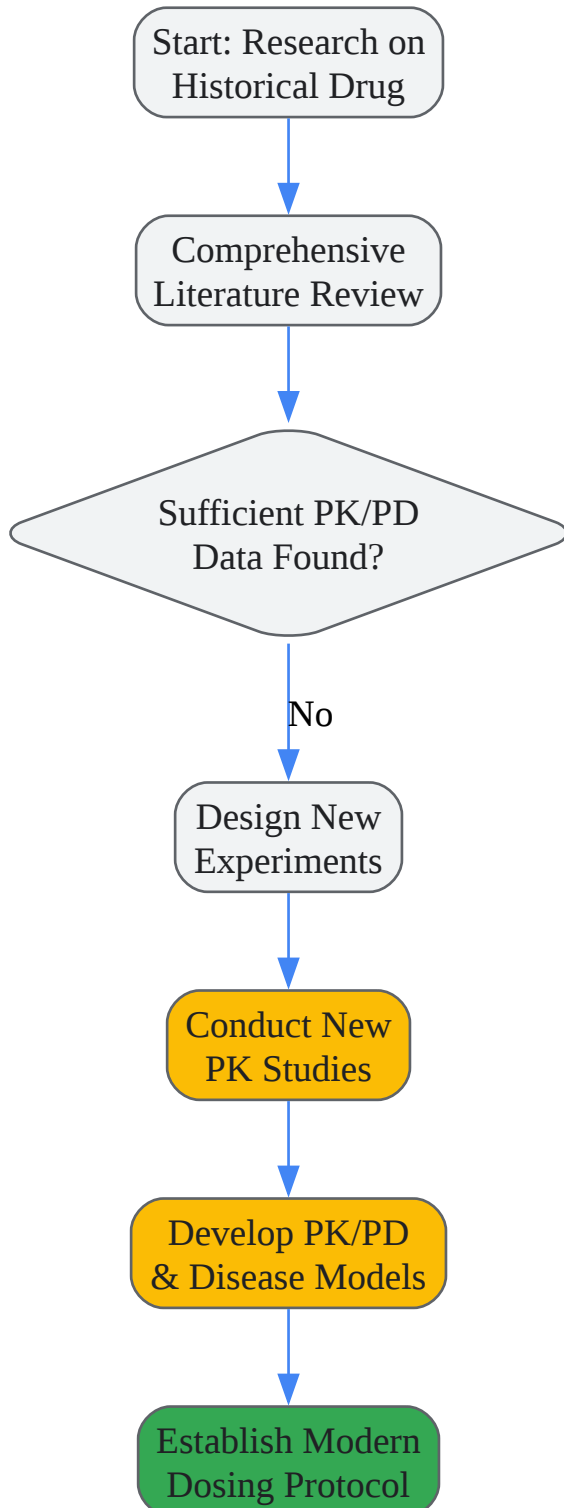 Start: Research on
Historical Drug
Comprehensive
Literature Review
Sufficient PK/PD
Data Found?
No
Design New
Experiments
Conduct New
PK Studies
Develop PK/PD
& Disease Models
Establish Modern
Dosing Protocol